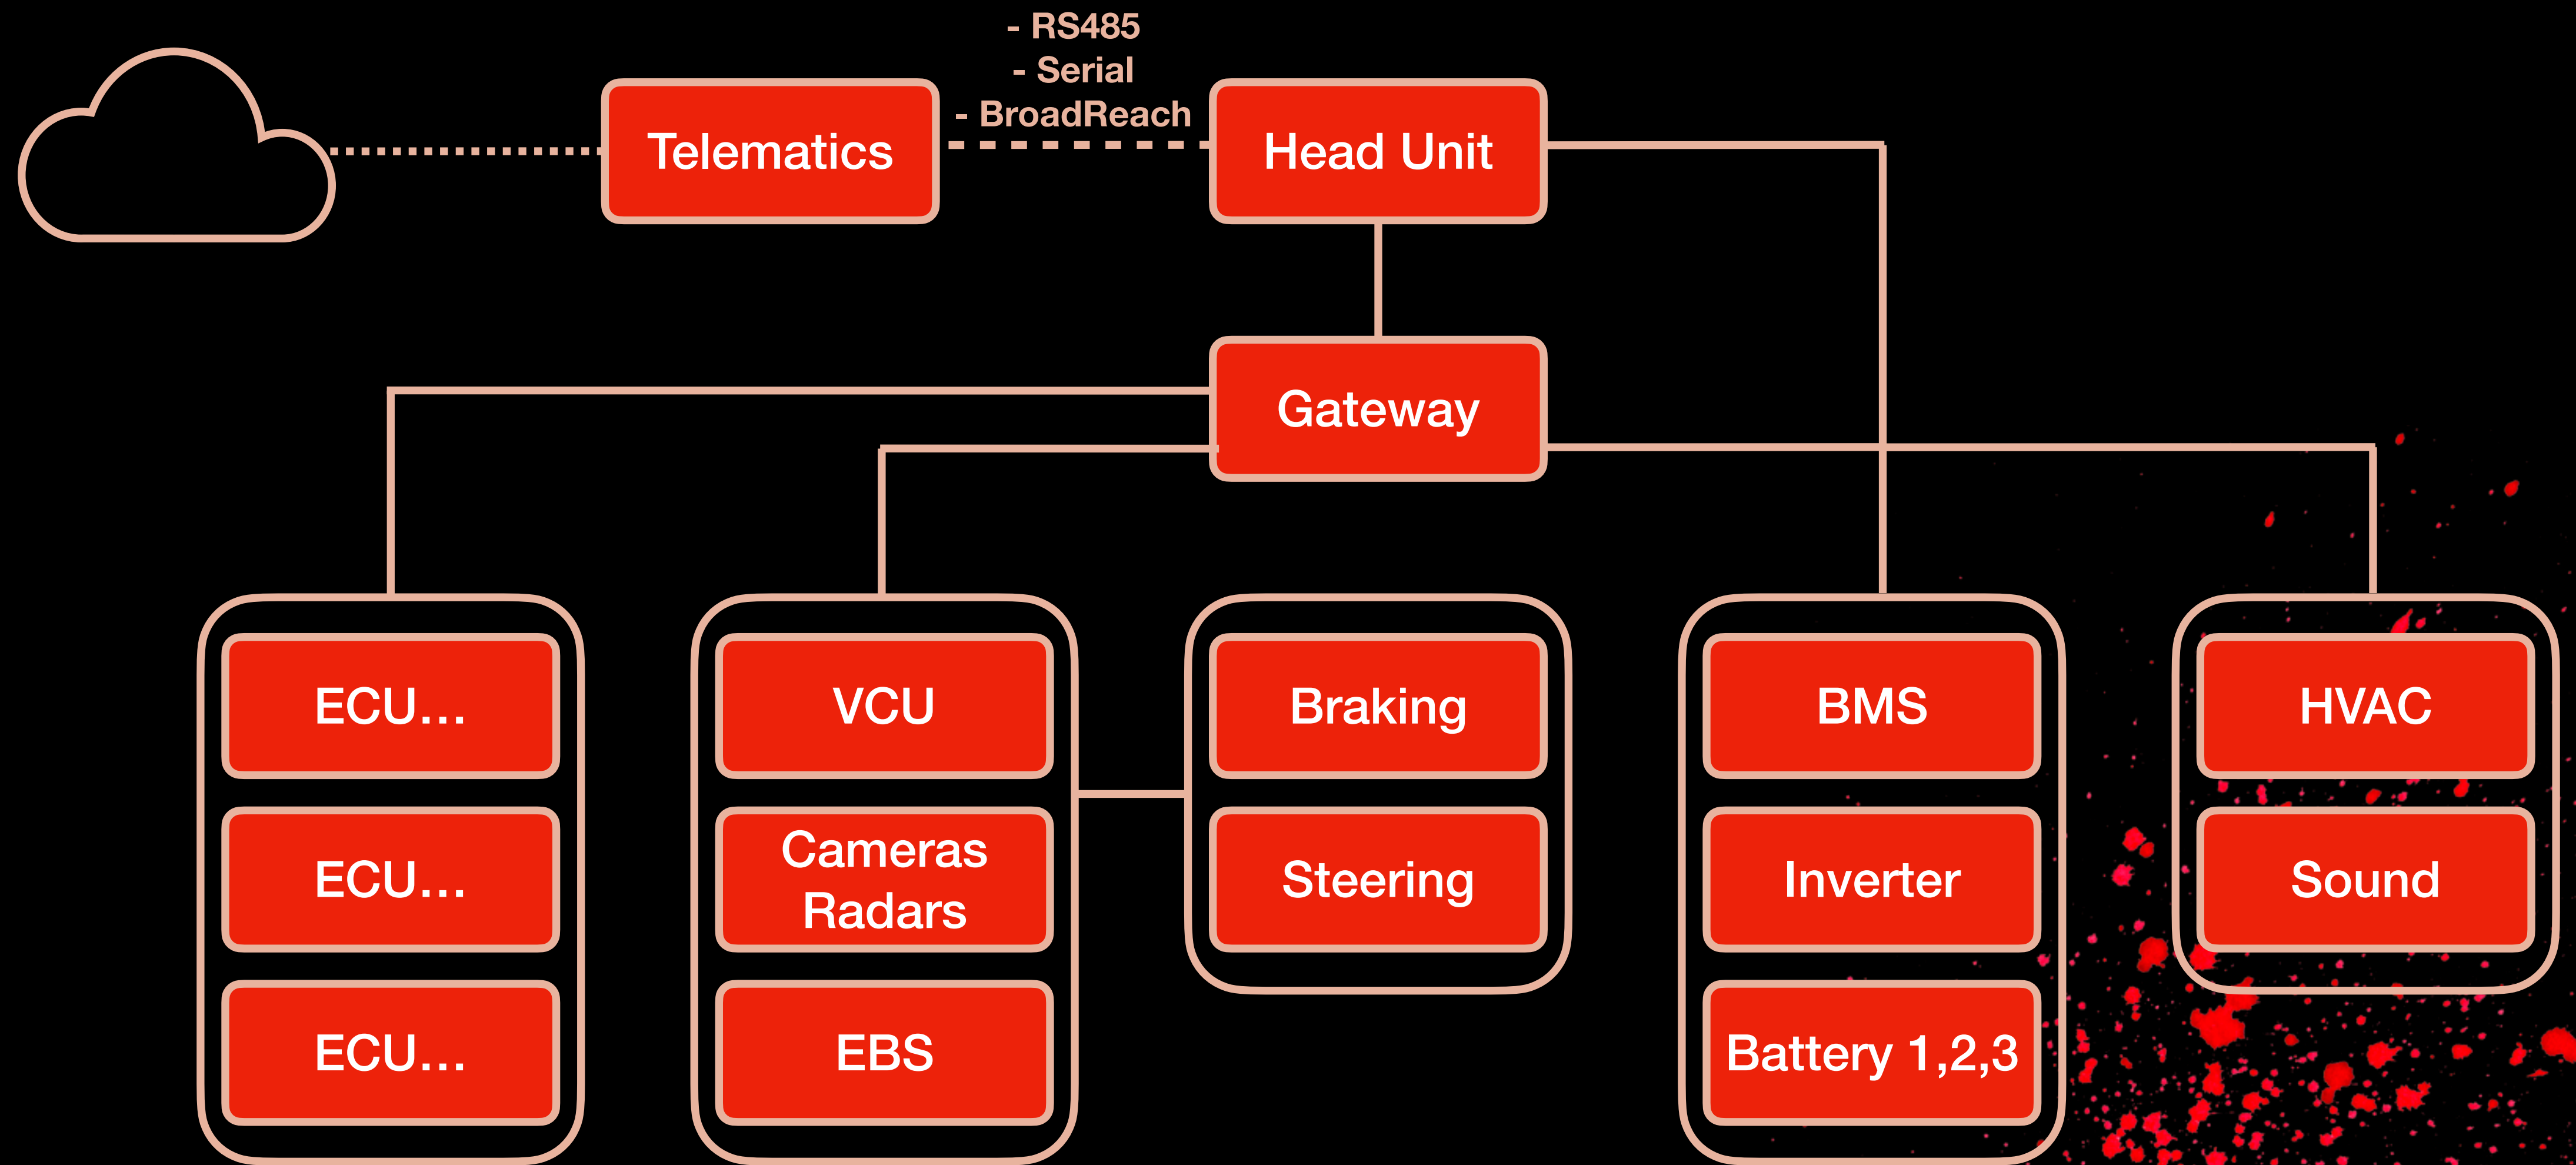 - RS485
- Serial
- BroadReach
Telematics
Head Unit
Gateway
ECU...
ECU...
ECU...
VCU
Cameras
Radars
EBS
Braking
Steering
BMS
Inverter
Battery 1,2,3
HVAC
Sound